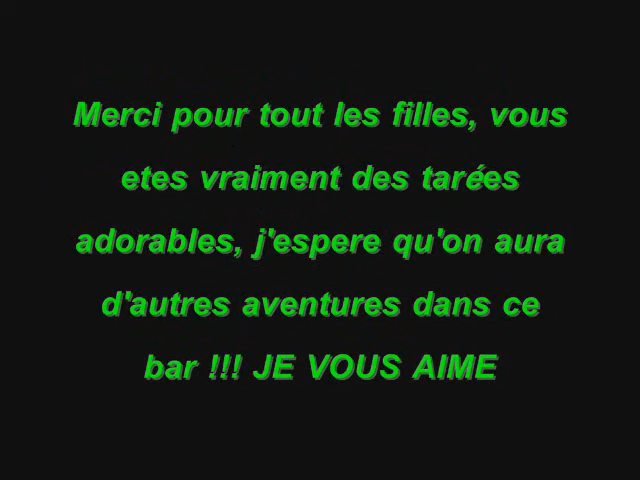 Merci pour tout les filles, vous
etes vraiment des tarées
adorables, j'espere qu'on aura
d'autres aventures dans ce
bar !!! JE VOUS AIME